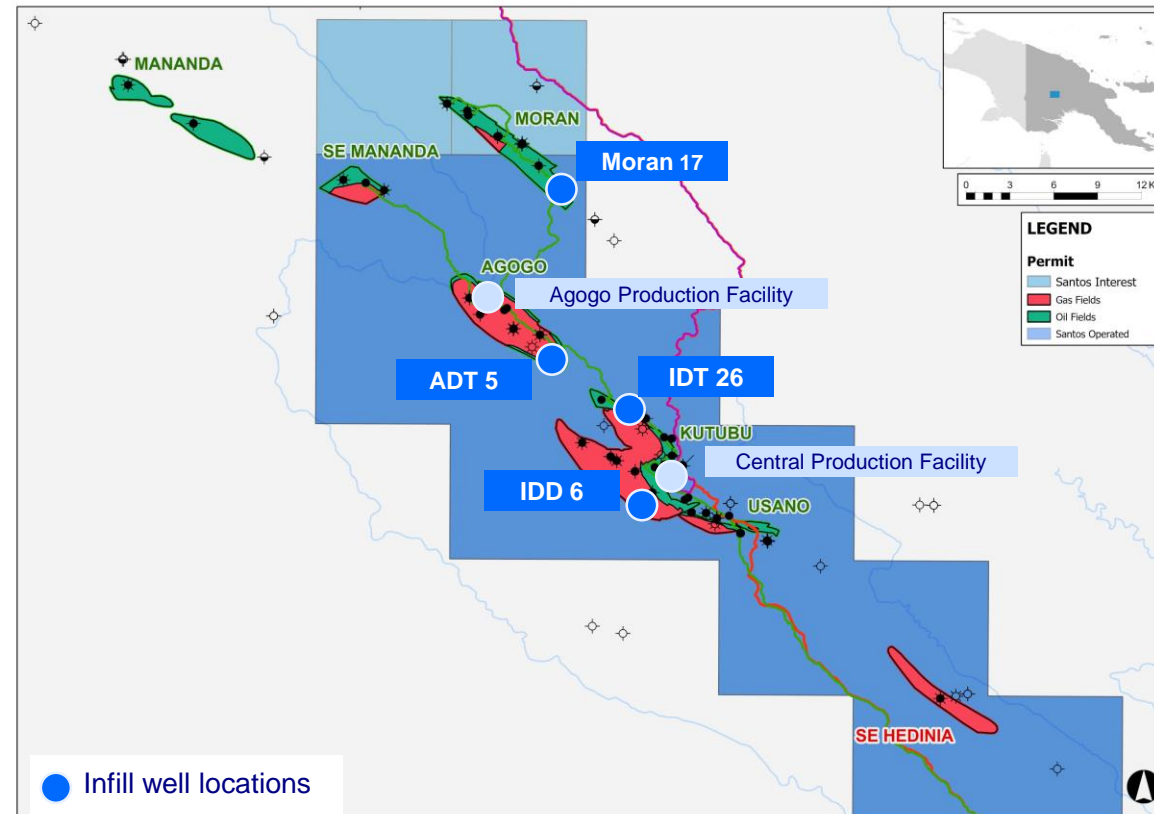 MANANDA
MORAN
SE MANANDA
Moran 17
0 3 6 9 12 K
LEGEND
Permit
Santos Interest
Gas Fields
Oil Fields
Santos Operated
AGOGO
Agogo Production Facility
ADT 5
IDT 26
KUTUBU
Central Production Facility
IDD 6
USANO
SE HEDINIA
Infill well locations